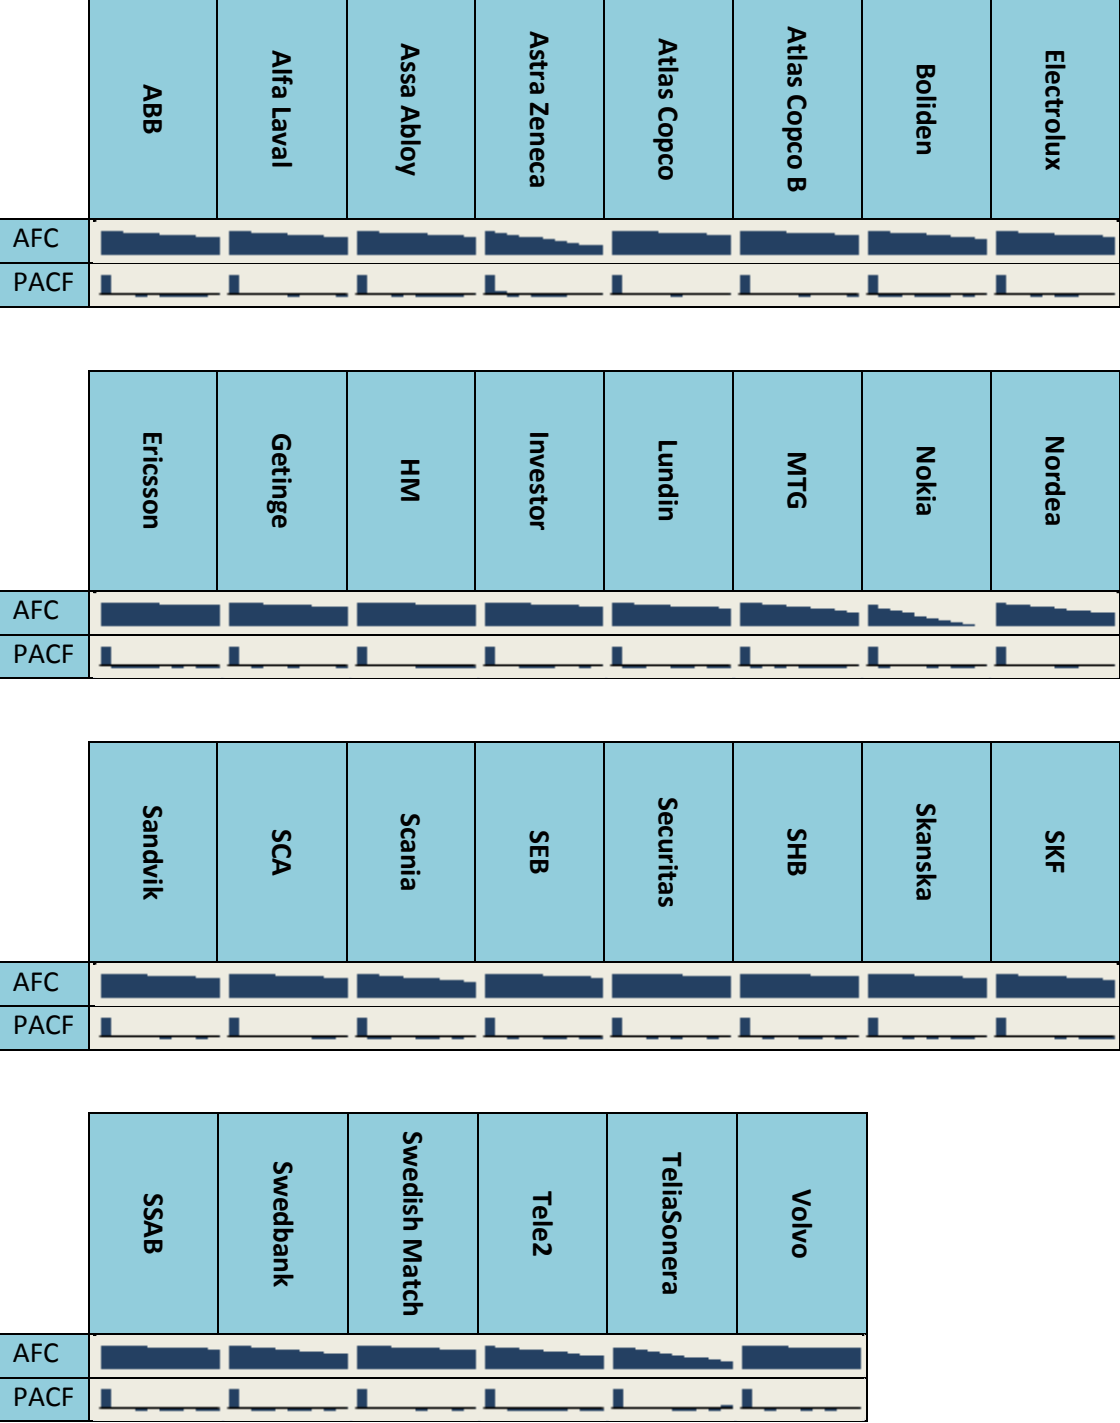 ABB
Alfa Laval
Assa Abloy
Astra Zeneca
Atlas Copco
Atlas Copco B
Boliden
Electrolux
AFC
PACF
Ericsson
Getinge
HM
Investor
Lundin
MTG
Nokia
Nordea
AFC
PACF
Sandvik
SCA
Scania
SEB
Securitas
SHB
Skanska
SKF
AFC
PACF
SSAB
Swedbank
Swedish Match
Tele2
TeliaSonera
Volvo
AFC
PACF